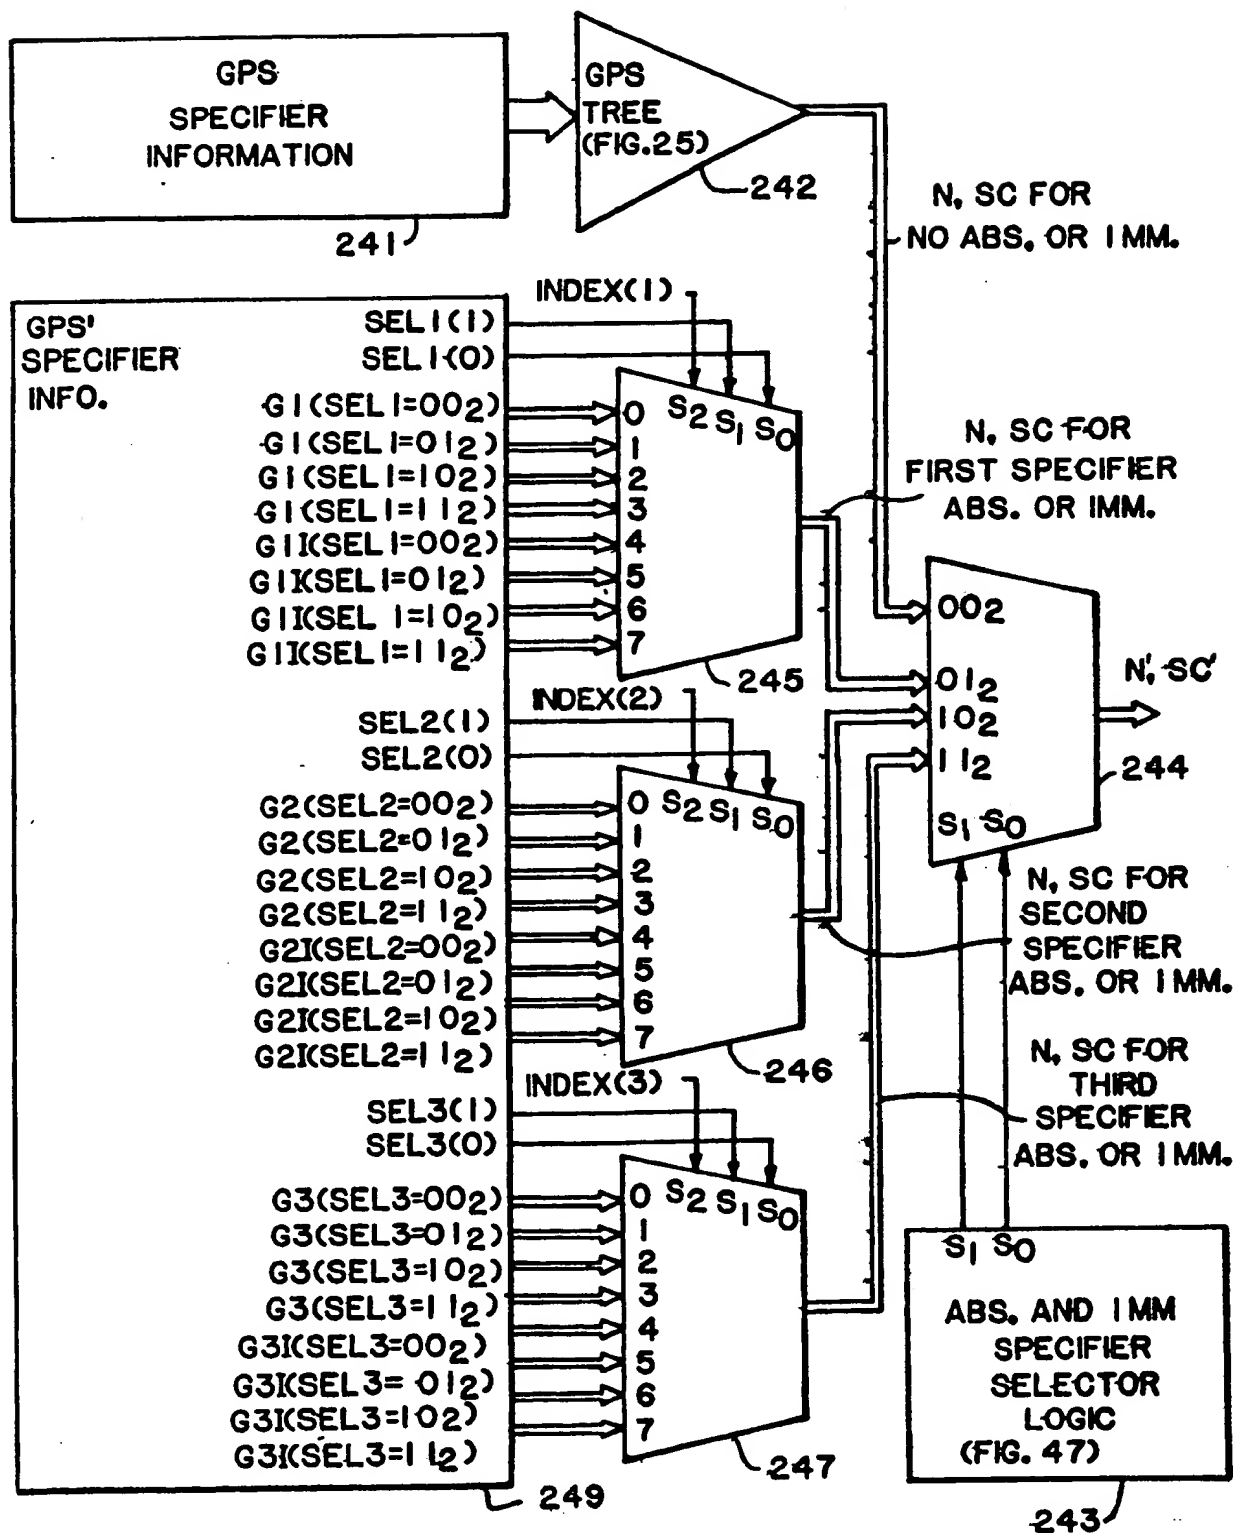 GPS
SPECIFIER
INFORMATION
241
GPS
TREE
(FIG.25)
242
N, SC FOR
NO ABS. OR IMM.
GPS'
SPECIFIER
INFO.
INDEX(1)
SEL1(1)
SEL1(0)
G1(SEL1=00₂)
G1(SEL1=01₂)
G1(SEL1=10₂)
G1(SEL1=11₂)
G1I(SEL1=00₂)
G1I(SEL1=01₂)
G1I(SEL1=10₂)
G1I(SEL1=11₂)
S₂ S₁ S₀
0
1
2
3
4
5
6
7
245
N, SC FOR
FIRST SPECIFIER
ABS. OR IMM.
INDEX(2)
SEL2(1)
SEL2(0)
G2(SEL2=00₂)
G2(SEL2=01₂)
G2(SEL2=10₂)
G2(SEL2=11₂)
G2I(SEL2=00₂)
G2I(SEL2=01₂)
G2I(SEL2=10₂)
G2I(SEL2=11₂)
S₂ S₁ S₀
0
1
2
3
4
5
6
7
246
00₂
01₂
10₂
11₂
S₁ S₀
N', SC'
244
N, SC FOR
SECOND
SPECIFIER
ABS. OR IMM.
INDEX(3)
SEL3(1)
SEL3(0)
G3(SEL3=00₂)
G3(SEL3=01₂)
G3(SEL3=10₂)
G3(SEL3=11₂)
G3I(SEL3=00₂)
G3I(SEL3=01₂)
G3I(SEL3=10₂)
G3I(SEL3=11₂)
S₂ S₁ S₀
0
1
2
3
4
5
6
7
247
249
N, SC FOR
THIRD
SPECIFIER
ABS. OR IMM.
S₁ S₀
ABS. AND IMM
SPECIFIER
SELECTOR
LOGIC
(FIG. 47)
243